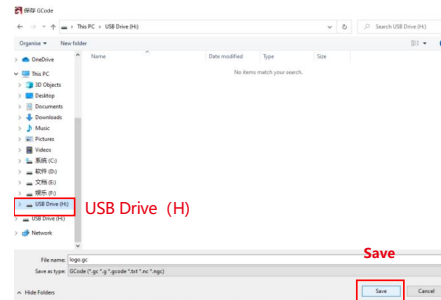 保存 GCode
This PC > USB Drive (H:)
Search USB Drive (H:)
Organise
New folder
Name
Date modified
Type
Size
OneDrive
No items match your search.
This PC
3D Objects
Desktop
Documents
Downloads
Music
Pictures
Videos
系统 (C:)
软件 (D:)
文档 (E:)
娱乐 (F:)
USB Drive (H:)
USB Drive (H)
USB Drive (H:)
Network
Save
File name: logo.gc
Save as type: GCode (*.gc *.g *.gcode *.txt *.nc *.ngc)
Hide Folders
Save
Cancel